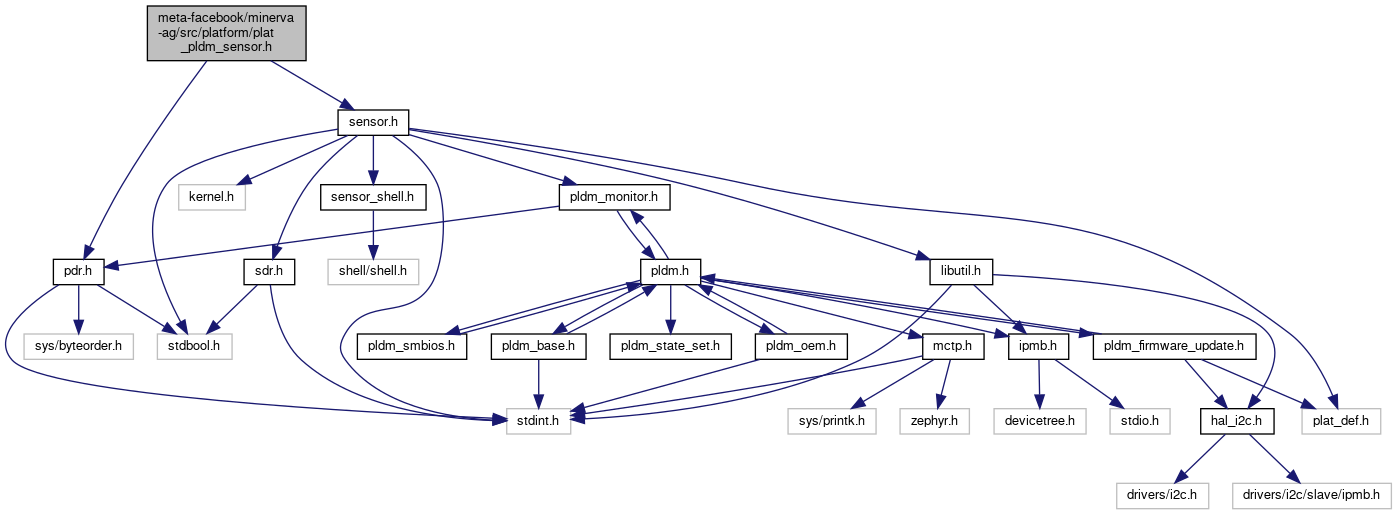 meta-facebook/minerva
-ag/src/platform/plat
_pldm_sensor.h
sensor.h
kernel.h
sensor_shell.h
pldm_monitor.h
pdr.h
sdr.h
shell/shell.h
pldm.h
libutil.h
sys/byteorder.h
stdbool.h
pldm_smbios.h
pldm_base.h
pldm_state_set.h
pldm_oem.h
mctp.h
ipmb.h
pldm_firmware_update.h
stdint.h
sys/printk.h
zephyr.h
devicetree.h
stdio.h
hal_i2c.h
plat_def.h
drivers/i2c.h
drivers/i2c/slave/ipmb.h